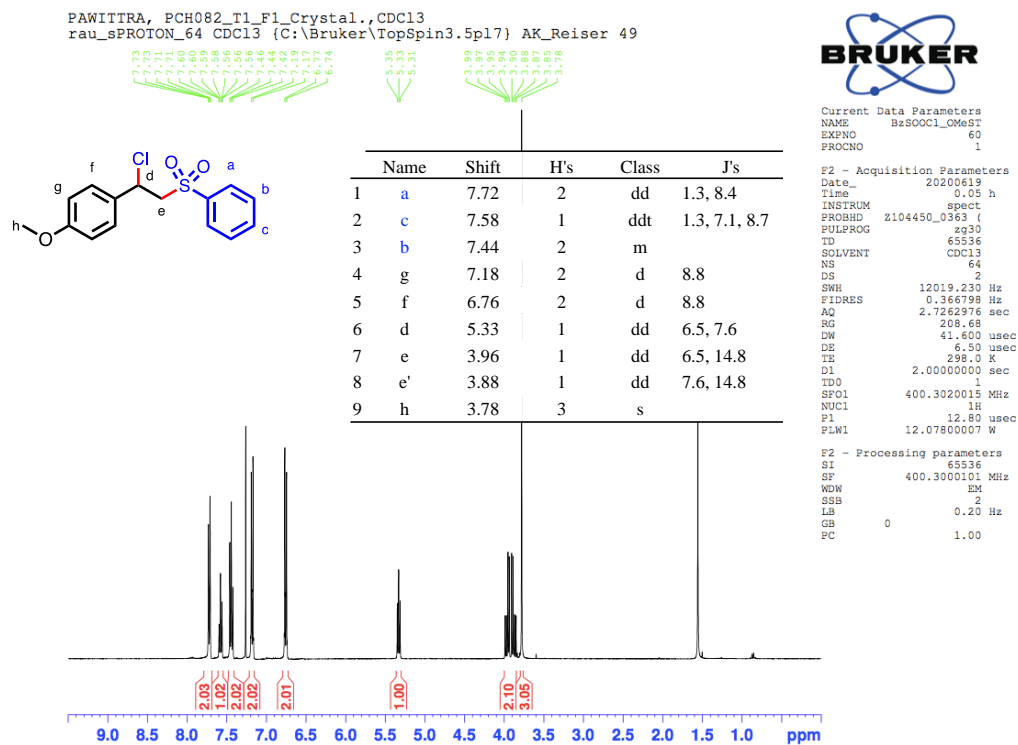 PAWITTRA, PCH082_T1_F1_Crystal.,CDCl3
rau_sPROTON_64 CDCl3 {C:\Bruker\TopSpin3.5pl7} AK_Reiser 49
7.73
7.73
7.71
7.71
7.60
7.60
7.59
7.58
7.56
7.56
7.56
7.46
7.44
7.42
7.19
7.17
6.77
6.74
5.35
5.33
5.31
3.99
3.97
3.95
3.94
3.90
3.88
3.87
3.85
3.78
BRUKER
Current Data Parameters
NAME BzSOOCl_OMeST
EXPNO 60
PROCNO 1
F2 - Acquisition Parameters
Date_ 20200619
Time 0.05 h
INSTRUM spect
PROBHD Z104450_0363 (
PULPROG zg30
TD 65536
SOLVENT CDCl3
NS 64
DS 2
SWH 12019.230 Hz
FIDRES 0.366798 Hz
AQ 2.7262976 sec
RG 208.68
DW 41.600 usec
DE 6.50 usec
TE 298.0 K
D1 2.00000000 sec
TD0 1
SFO1 400.3020015 MHz
NUC1 1H
P1 12.80 usec
PLW1 12.07800007 W
F2 - Processing parameters
SI 65536
SF 400.3000101 MHz
WDW EM
SSB 2
LB 0.20 Hz
GB 0
PC 1.00
Cl
O O
S
O
a
b
c
d
e
f
g
h
Name Shift H's Class J's
1 a 7.72 2 dd 1.3, 8.4
2 c 7.58 1 ddt 1.3, 7.1, 8.7
3 b 7.44 2 m
4 g 7.18 2 d 8.8
5 f 6.76 2 d 8.8
6 d 5.33 1 dd 6.5, 7.6
7 e 3.96 1 dd 6.5, 14.8
8 e' 3.88 1 dd 7.6, 14.8
9 h 3.78 3 s
2.03
1.02
2.02
2.02
2.01
1.00
2.10
3.05
9.0 8.5 8.0 7.5 7.0 6.5 6.0 5.5 5.0 4.5 4.0 3.5 3.0 2.5 2.0 1.5 1.0 ppm